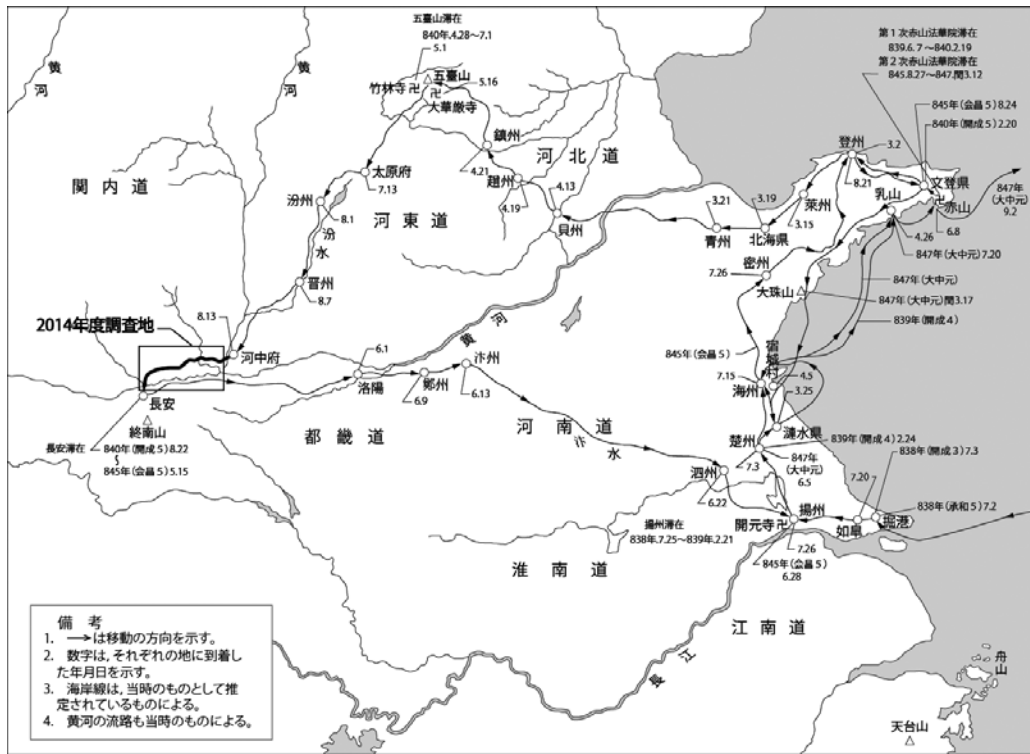 五臺山滞在
840年.4.28～7.1
5.1
五臺山
5.16
竹林寺卍
卍
大華厳寺
黄河
黄河
第1次赤山法華院滞在
839.6.7～840.2.19
第2次赤山法華院滞在
845.8.27～847.閏3.12
845年(会昌5)8.24
840年(開成5)2.20
登州
3.2
8.21
文登県
卍
赤山
6.8
847年
(大中元)
9.2
乳山
4.26
847年(大中元)7.20
847年(大中元)
847年(大中元)閏3.17
839年(開成4)
鎮州
4.21
河北道
趙州
4.19
4.13
貝州
太原府
7.13
関内道
汾州
8.1
河東道
汾水
晋州
8.7
萊州
3.15
3.19
北海県
3.21
青州
密州
7.26
大珠山
2014年度調査地
8.13
河中府
長安
終南山
長安滞在
840年(開成5)8.22
～
845年(会昌5)5.15
6.1
洛陽
黄河
鄭州
6.9
汴州
6.13
都畿道
河南道
汴水
845年(会昌5)
宿城村
7.15
海州
4.5
3.25
漣水県
楚州
839年(開成4)2.24
7.3
847年
(大中元)
6.5
838年(開成3)7.3
泗州
6.22
7.20
838年(承和5)7.2
揚州
開元寺卍
如皐
掘港
揚州滞在
838年.7.25～839年.2.21
7.26
845年(会昌5)
6.28
淮南道
江南道
長江
舟山
天台山
備考
1. →は移動の方向を示す。
2. 数字は,それぞれの地に到着し
た年月日を示す。
3. 海岸線は,当時のものとして推
定されているものによる。
4. 黄河の流路も当時のものによる。